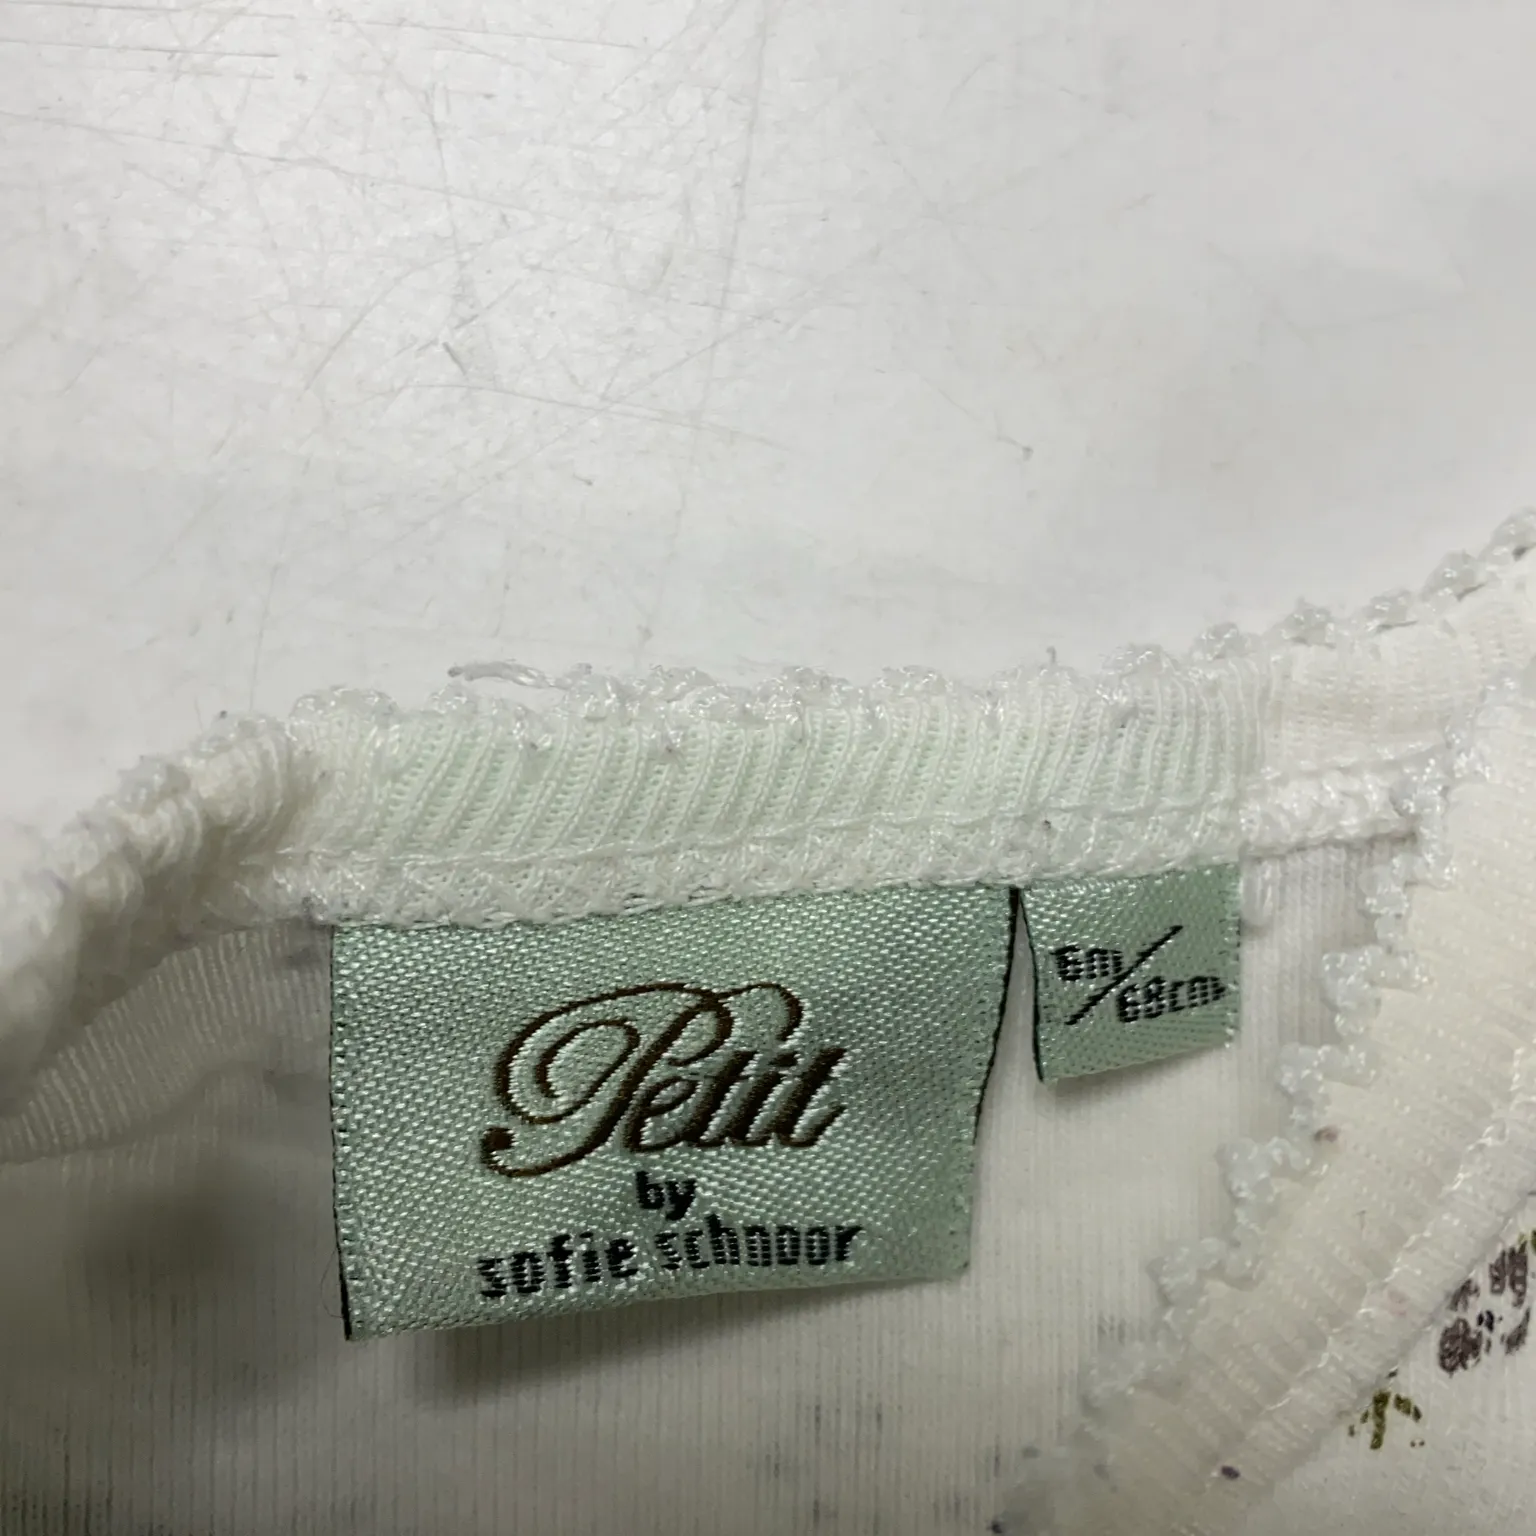 Petit
by
sofie schnoor
6m/68cm